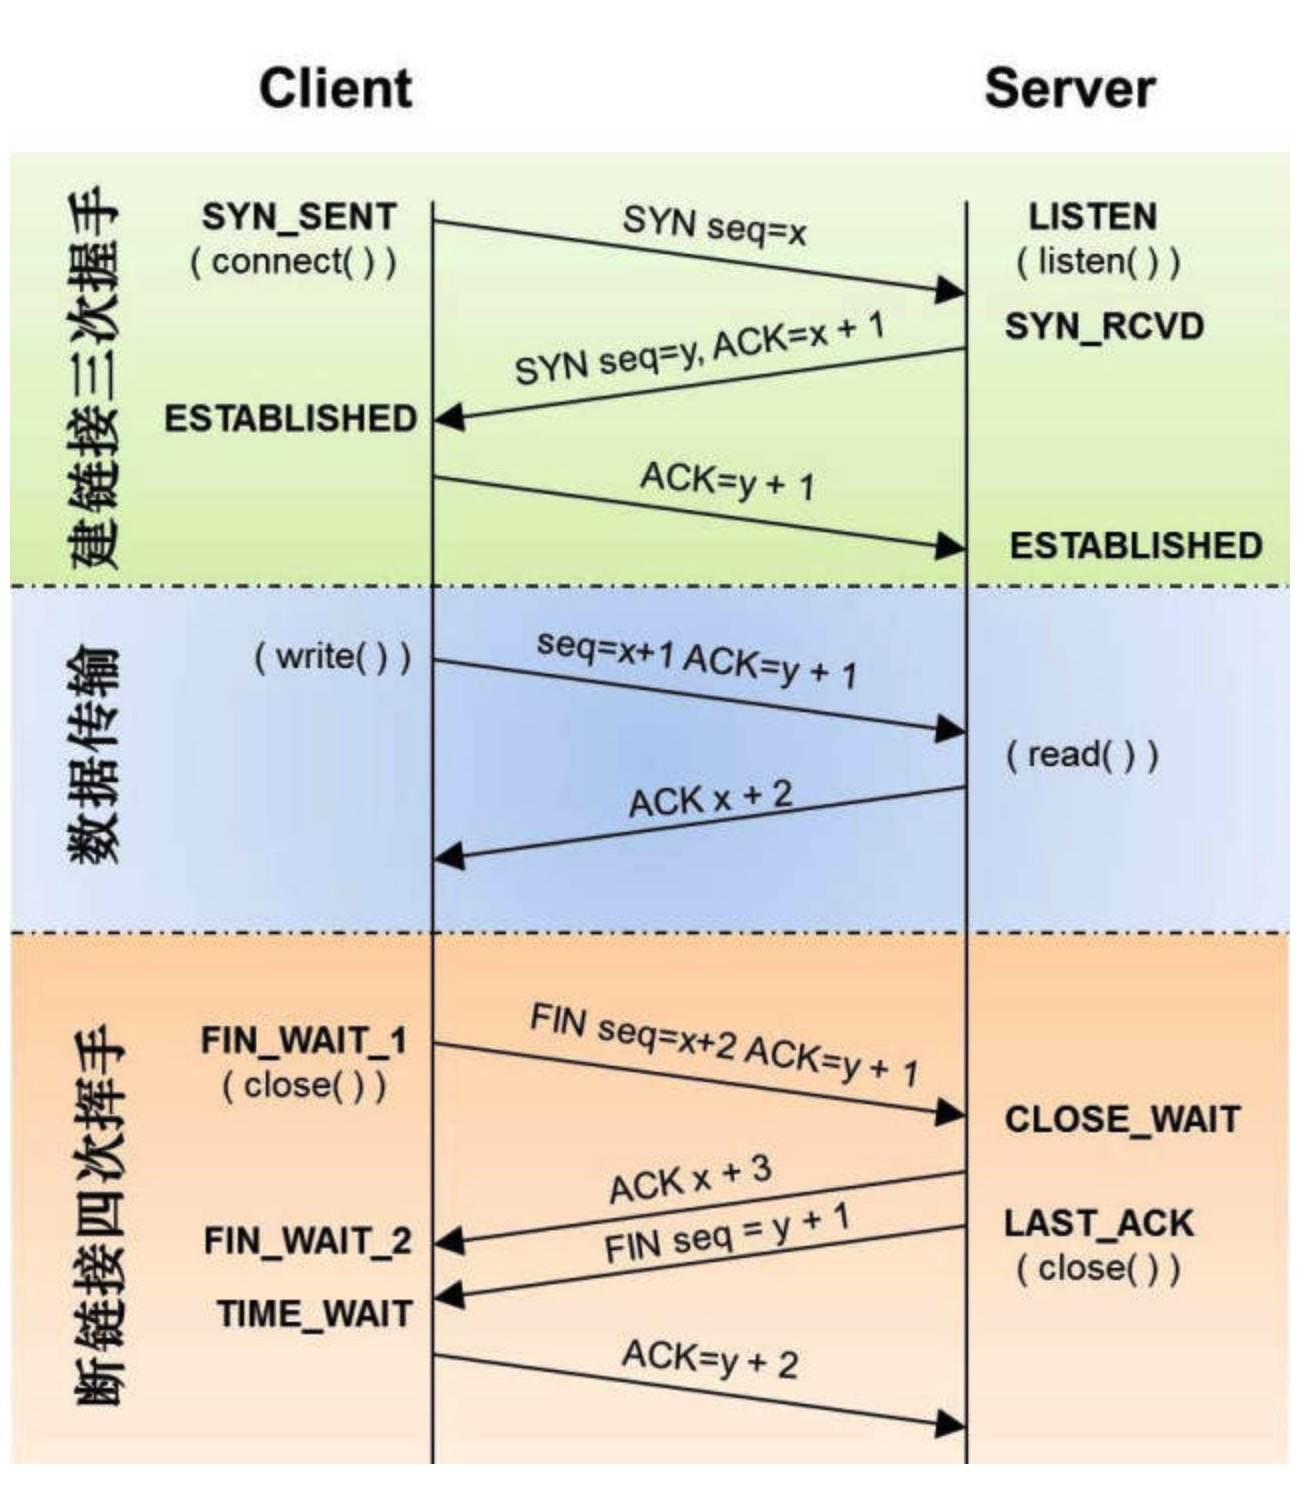 Client
Server
建链接三次握手
SYN_SENT
( connect( ) )
SYN seq=x
LISTEN
( listen( ) )
SYN_RCVD
SYN seq=y, ACK=x + 1
ESTABLISHED
ACK=y + 1
ESTABLISHED
数据传输
( write( ) )
seq=x+1 ACK=y + 1
( read( ) )
ACK x + 2
断链接四次挥手
FIN_WAIT_1
( close( ) )
FIN seq=x+2 ACK=y + 1
CLOSE_WAIT
ACK x + 3
FIN_WAIT_2
FIN seq = y + 1
LAST_ACK
( close( ) )
TIME_WAIT
ACK=y + 2